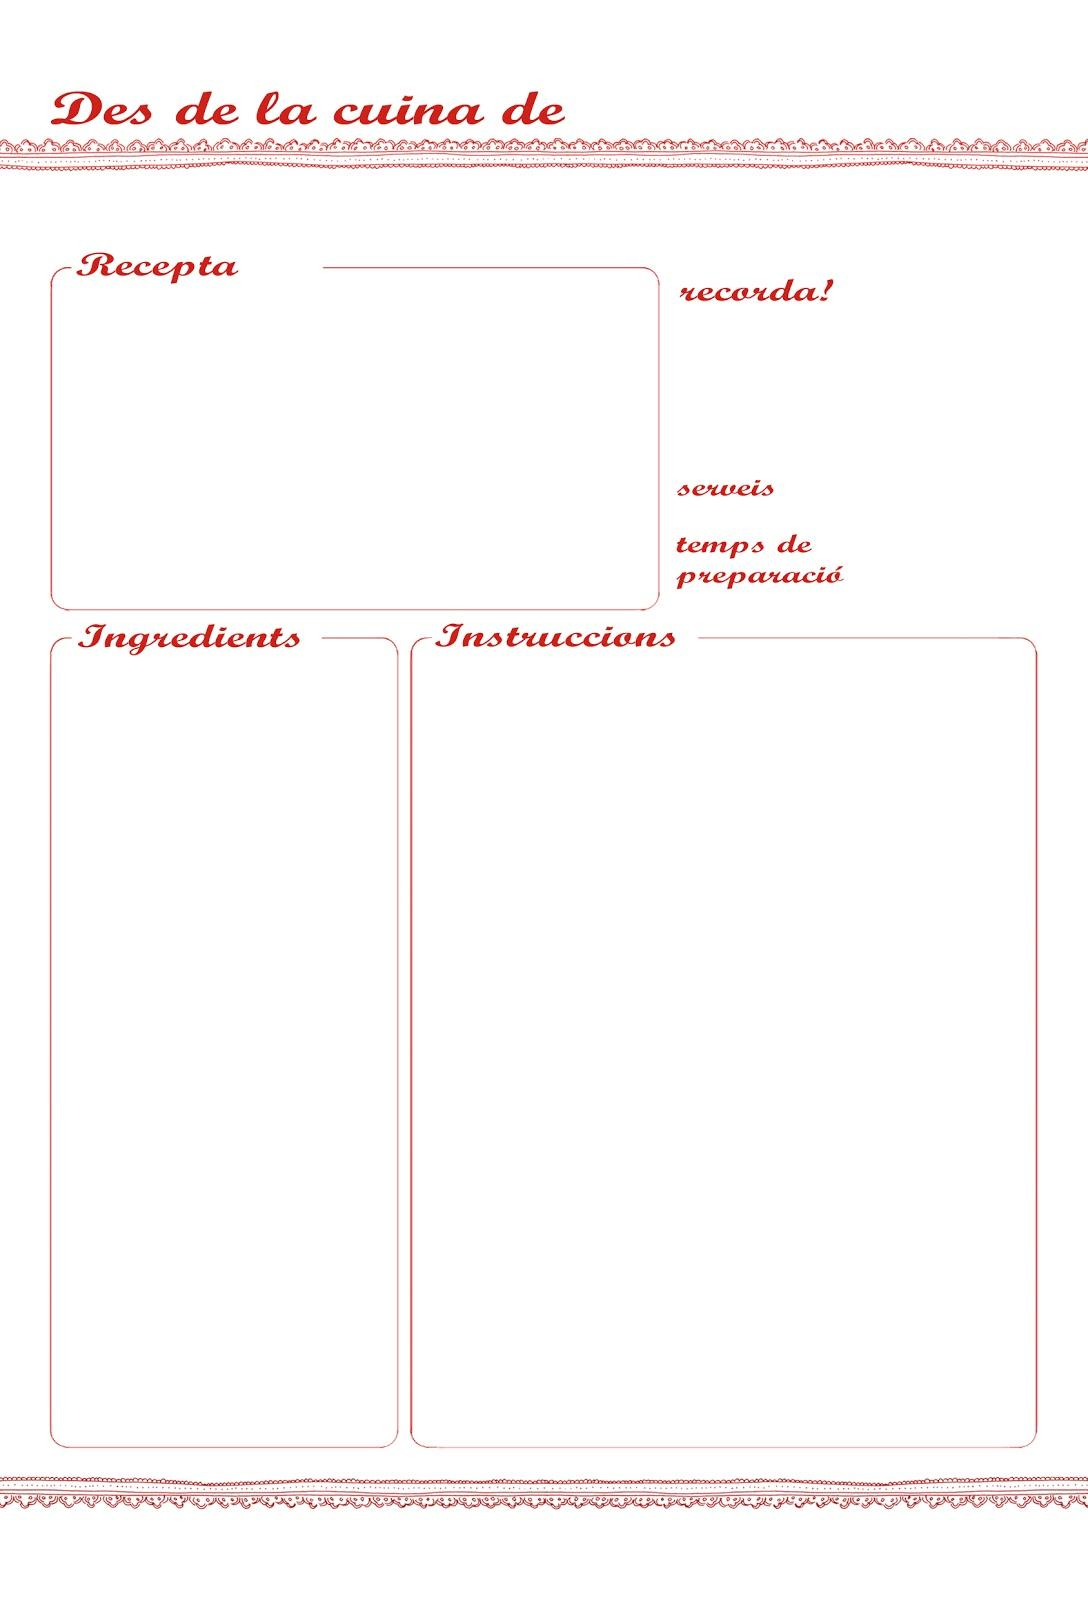 Des de la cuina de
Recepta
recorda!
serveis
temps de
preparació
Ingredients
Instruccions